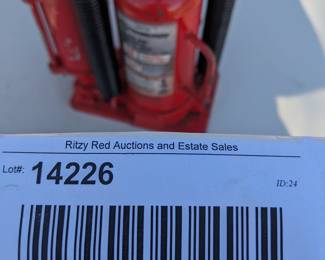 Ritzy Red Auctions and Estate Sales
Lot#: 14226
ID:24